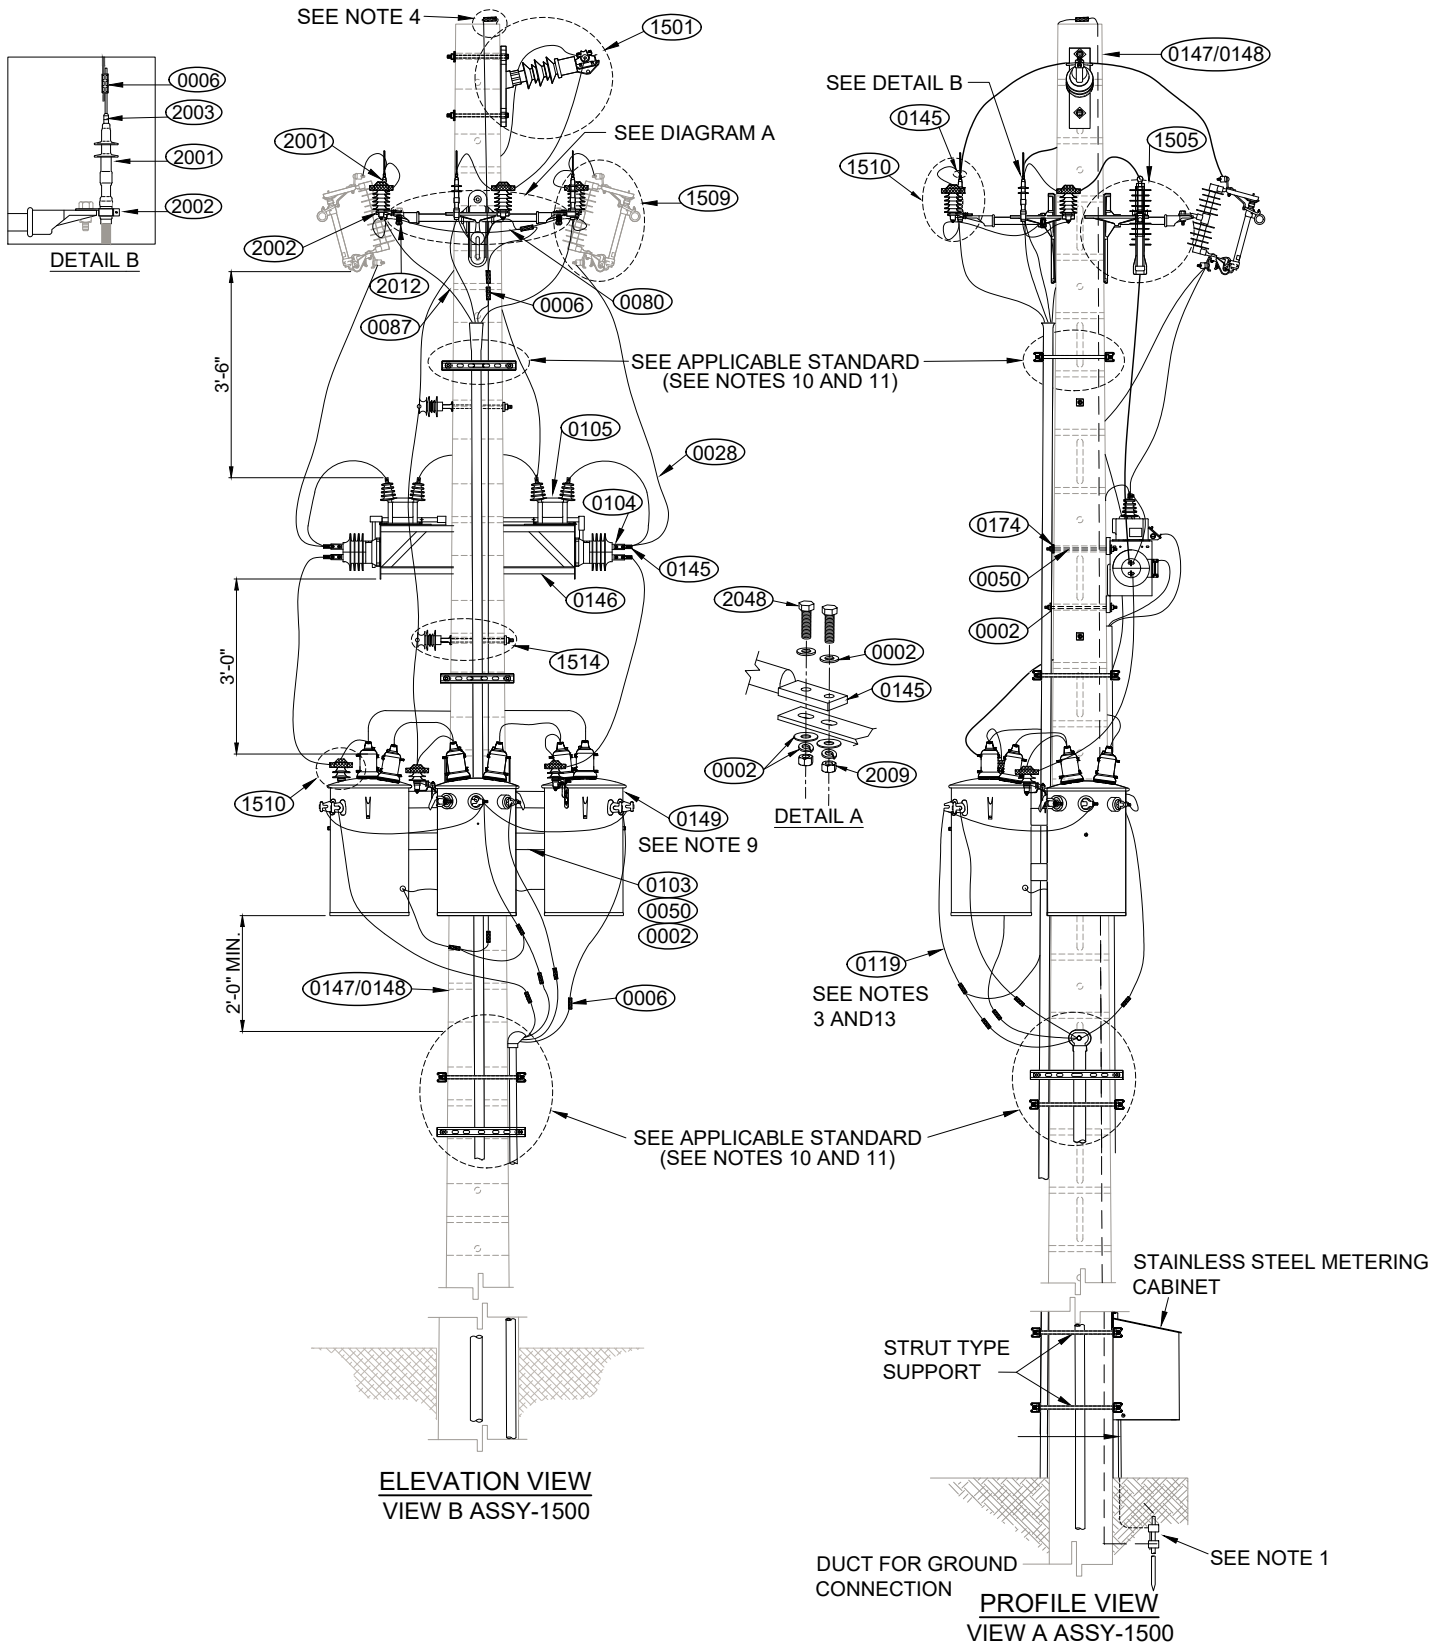 SEE NOTE 4
1501
0147/0148
SEE DETAIL B
0145
1510
1505
0006
2003
2001
2002
DETAIL B
2001
SEE DIAGRAM A
1509
2002
2012
0087
0006
0080
3'-6"
SEE APPLICABLE STANDARD
(SEE NOTES 10 AND 11)
0105
0028
0104
0145
0146
0174
0050
0002
2048
0002
0145
0002
2009
DETAIL A
3'-0"
1514
1510
0149
SEE NOTE 9
0103
0050
0002
2'-0" MIN.
0147/0148
0006
0119
SEE NOTES
3 AND13
SEE APPLICABLE STANDARD
(SEE NOTES 10 AND 11)
STAINLESS STEEL METERING
CABINET
STRUT TYPE
SUPPORT
ELEVATION VIEW
VIEW B ASSY-1500
DUCT FOR GROUND
CONNECTION
SEE NOTE 1
PROFILE VIEW
VIEW A ASSY-1500